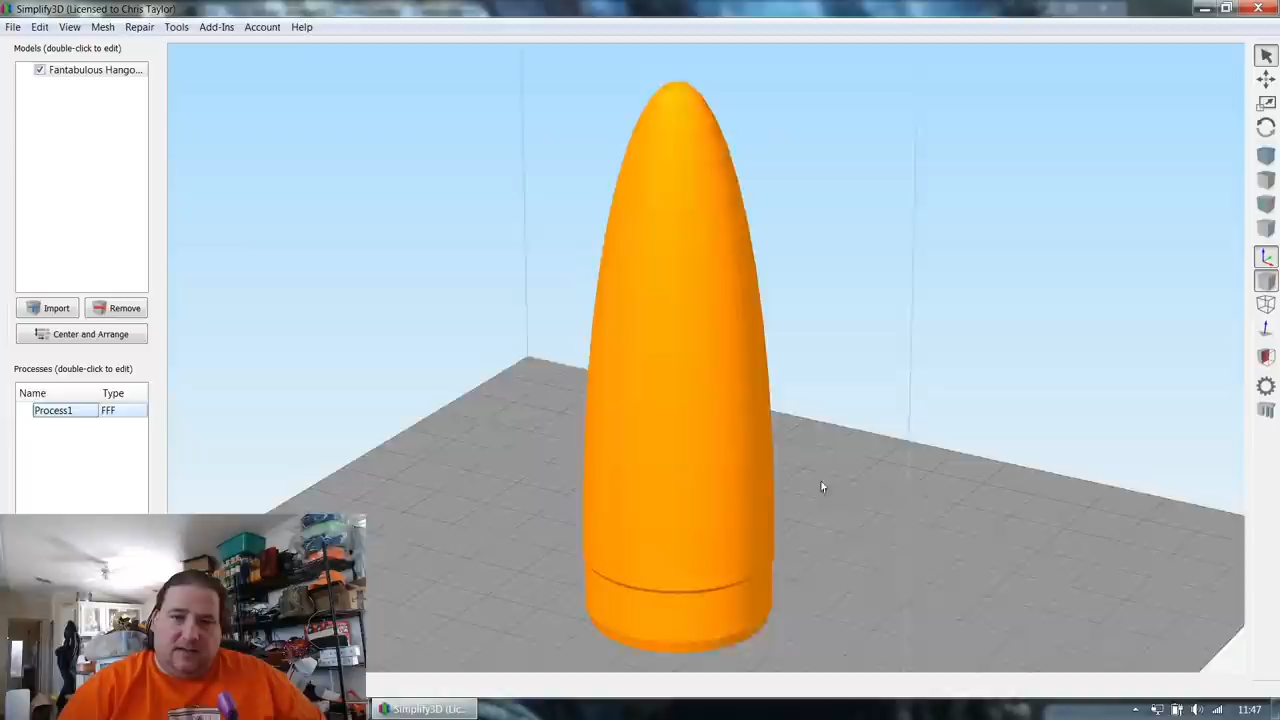 Simplify3D (Licensed to Chris Taylor)
File Edit View Mesh Repair Tools Add-Ins Account Help
Models (double-click to edit)
Fantabulous Hango...
Import Remove
Center and Arrange
Processes (double-click to edit)
Name Type
Process1 FFF
Simplify3D (Lic...
11:47